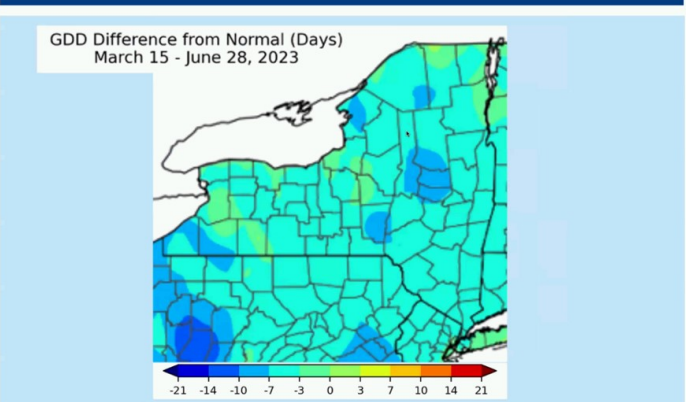 GDD Difference from Normal (Days)
March 15 - June 28, 2023
-21 -14 -10 -7 -3 0 3 7 10 14 21